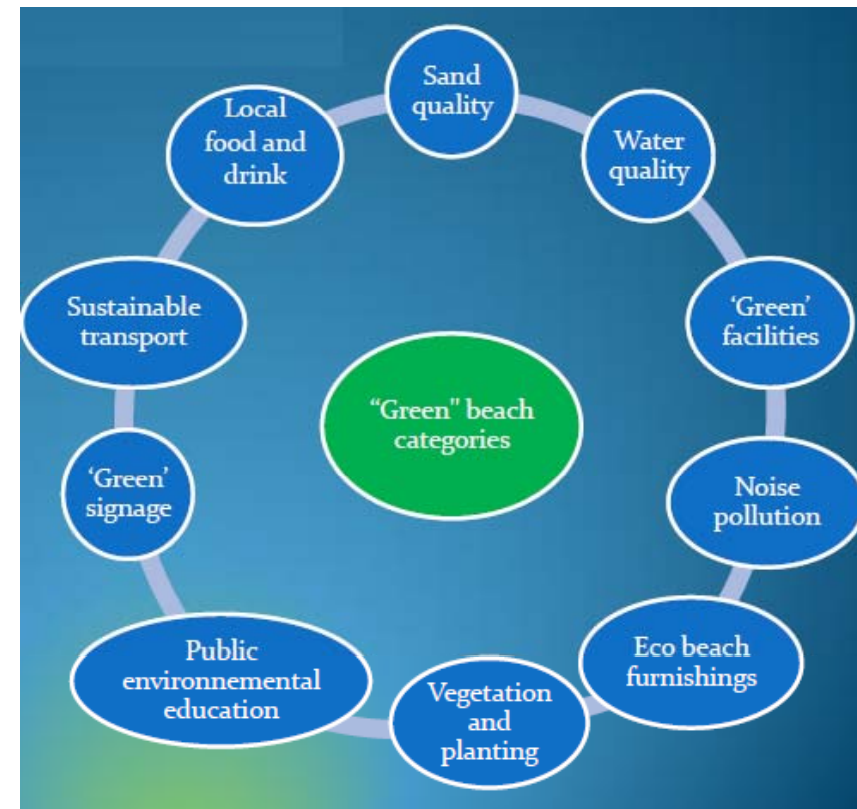 Sand
quality
Water
quality
'Green'
facilities
Noise
pollution
Eco beach
furnishings
Vegetation
and
planting
Public
environnemental
education
‘Green’
signage
Sustainable
transport
Local
food and
drink
“Green" beach
categories